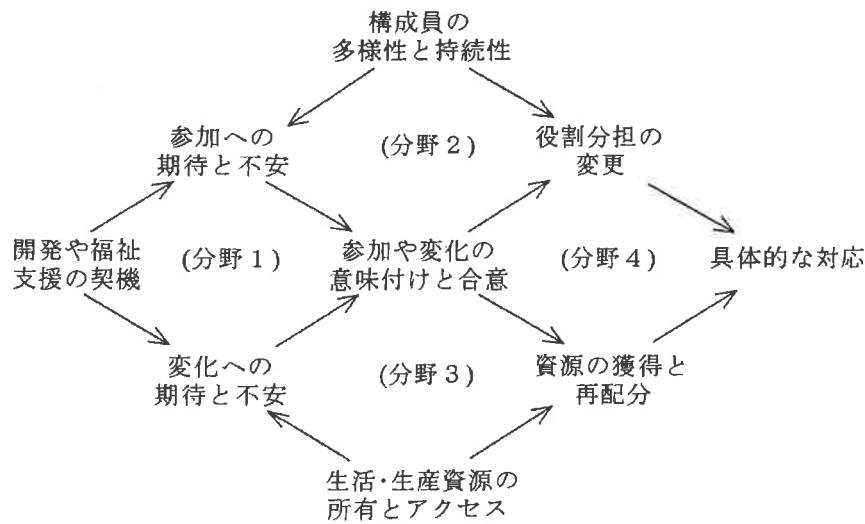 構成員の
多様性と持続性
参加への
期待と不安
(分野２)
役割分担の
変更
開発や福祉
支援の契機
(分野１)
参加や変化の
意味付けと合意
(分野４)
具体的な対応
変化への
期待と不安
(分野３)
資源の獲得と
再配分
生活・生産資源の
所有とアクセス